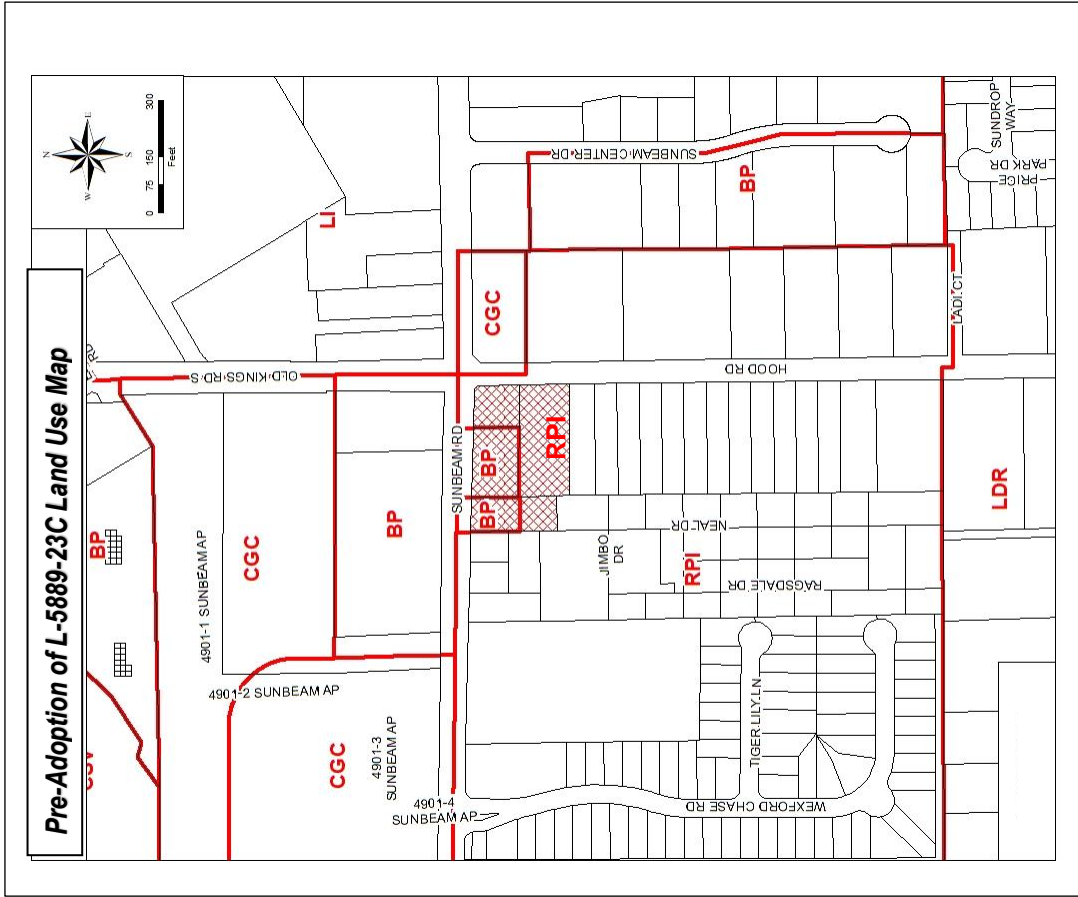 Pre-Adoption of L-5889-23C Land Use Map
N
W
E
S
0 75 150 300
Feet
LI
OLD KINGS RD S
BP
4901-1 SUNBEAM AP
CGC
4901-2 SUNBEAM AP
BP
CGC
4901-3
SUNBEAM AP
4901-4
SUNBEAM AP
SUNBEAM RD
CGC
BP
BP
RPI
HOOD RD
SUNBEAM CENTER DR
BP
SUNDROP
WAY
PRICE
PARK DR
LADI CT
NEAL DR
JIMBO
DR
RPI
RAGSDALE DR
LDR
TIGER LILY LN
WEXFORD CHASE RD